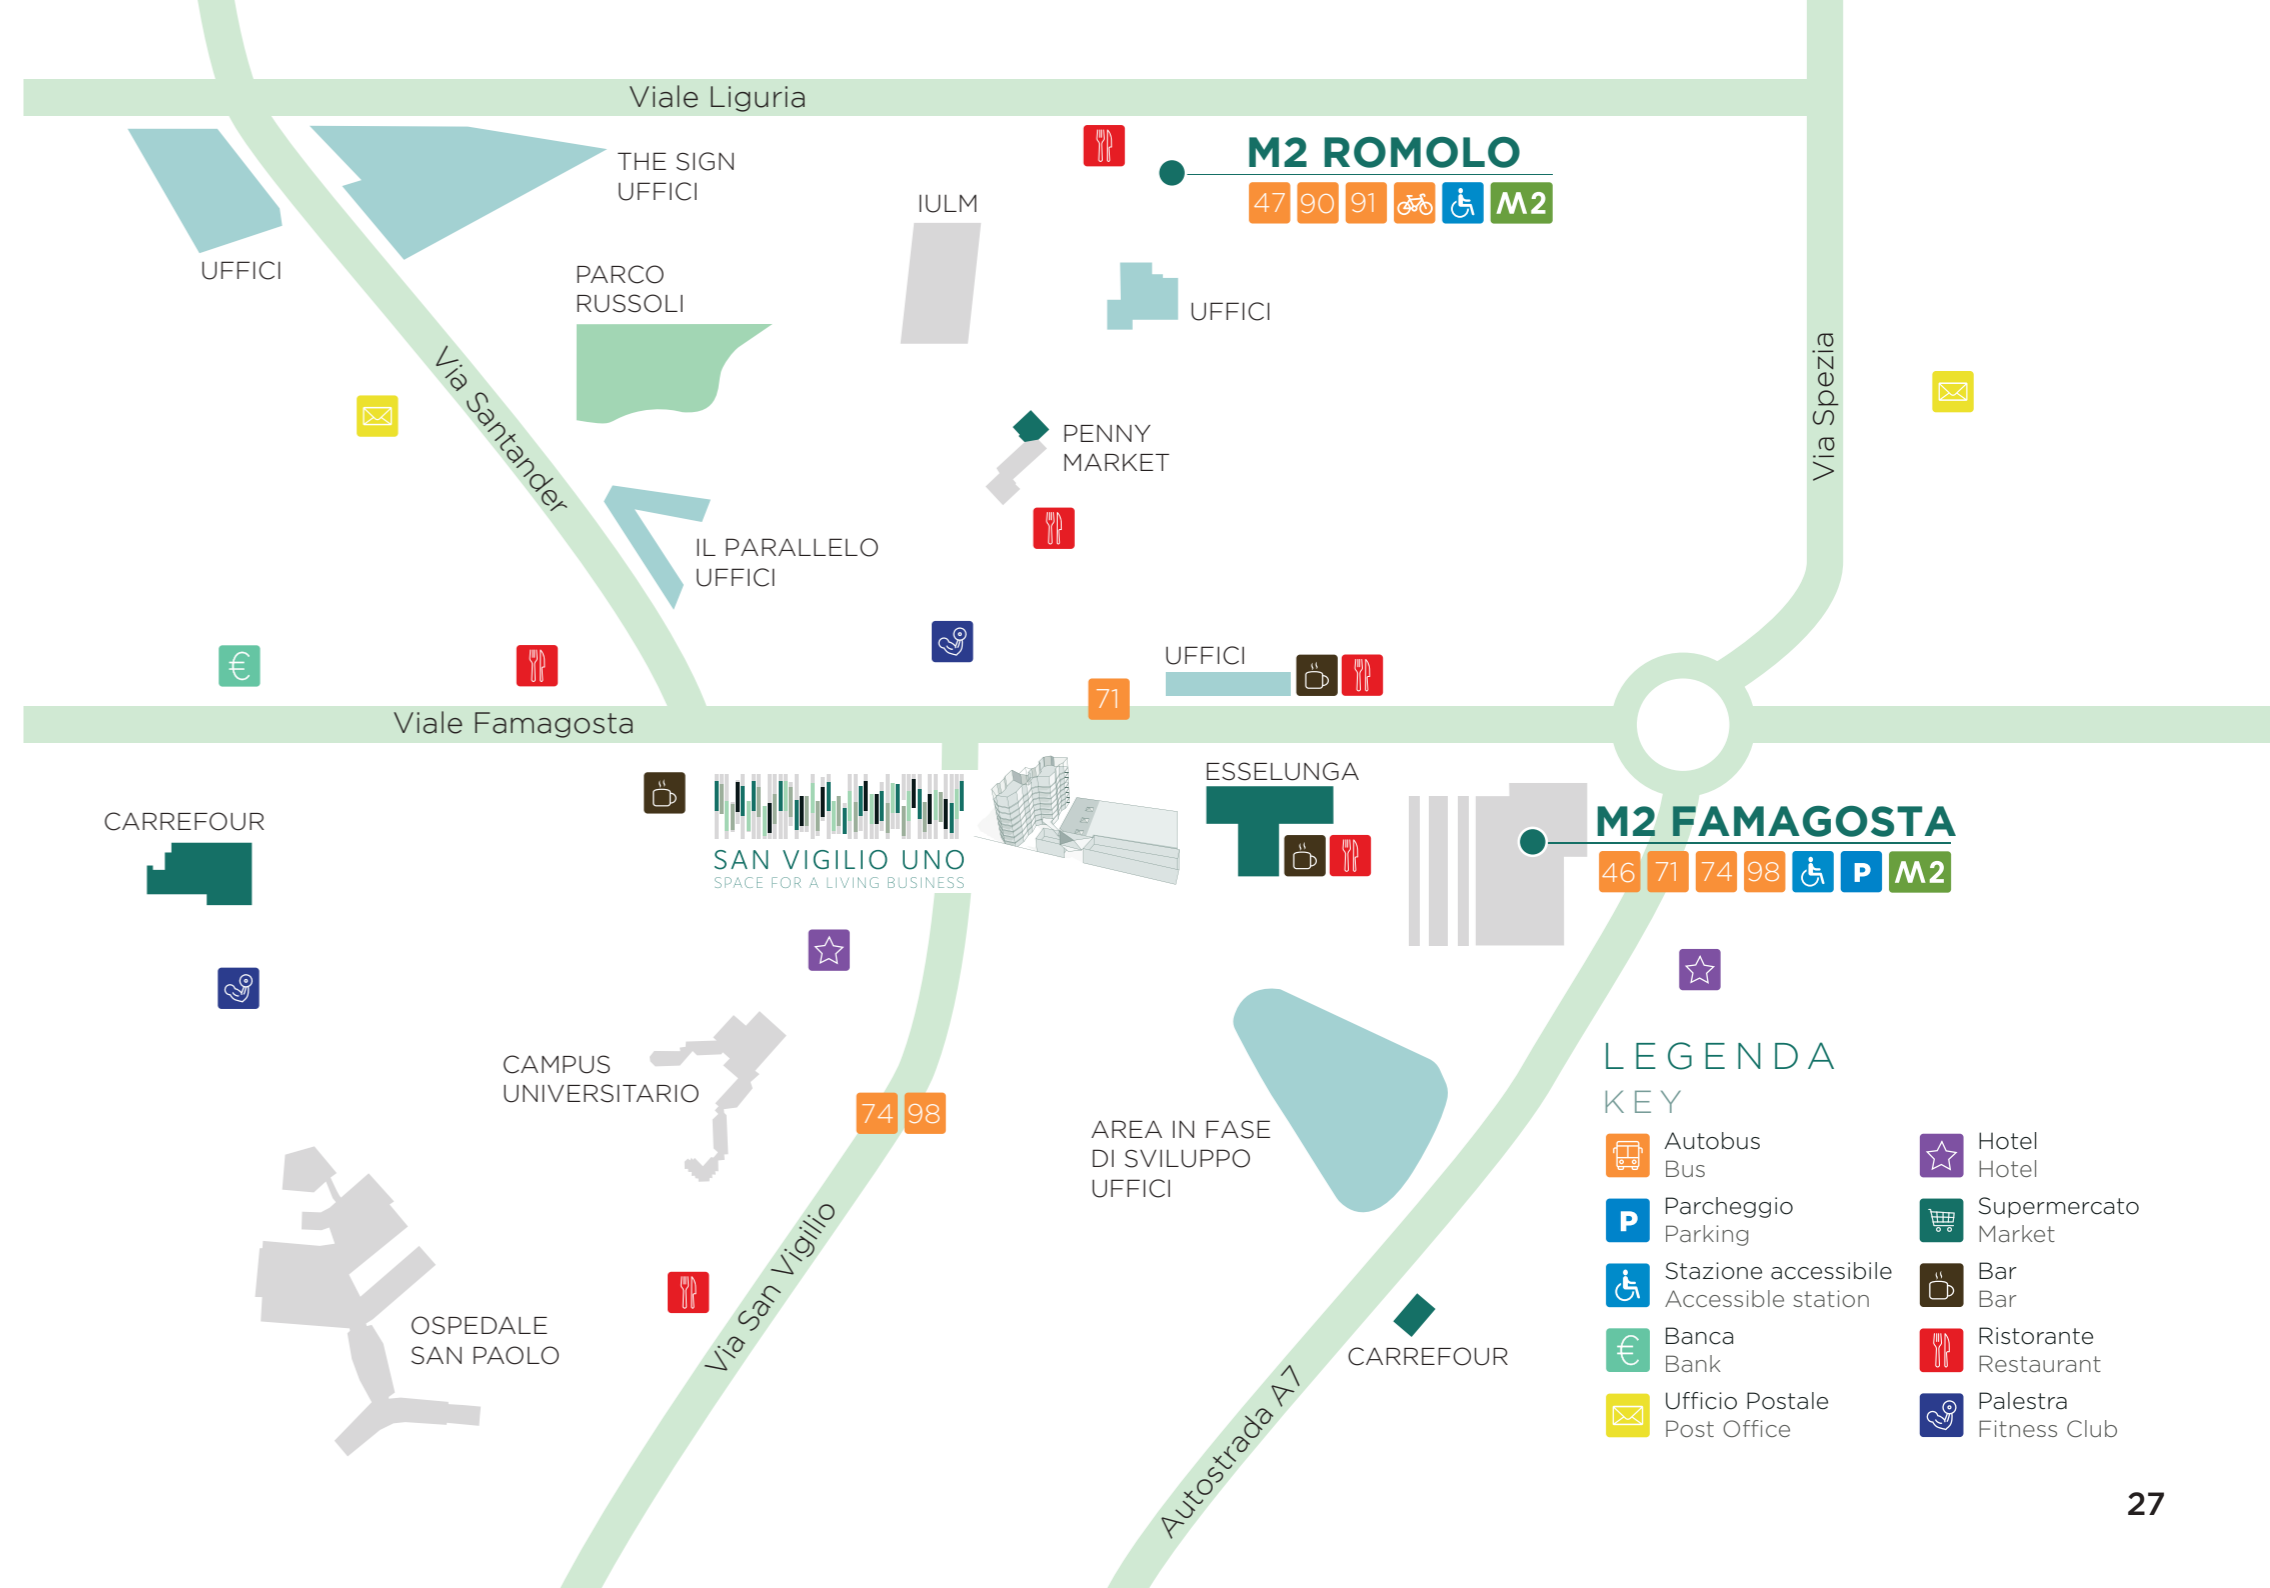 Viale Liguria
M2 ROMOLO
47 90 91 M2
THE SIGN
UFFICI
IULM
UFFICI
PARCO
RUSSOLI
UFFICI
Via Santander
Via Spezia
PENNY
MARKET
IL PARALLELO
UFFICI
€
UFFICI
71
Viale Famagosta
ESSELUNGA
CARREFOUR
SAN VIGILIO UNO
SPACE FOR A LIVING BUSINESS
M2 FAMAGOSTA
46 71 74 98 P M2
CAMPUS
UNIVERSITARIO
74 98
AREA IN FASE
DI SVILUPPO
UFFICI
Via San Vigilio
OSPEDALE
SAN PAOLO
CARREFOUR
Autostrada A7
LEGENDA
KEY
Autobus
Bus
P
Parcheggio
Parking
Stazione accessibile
Accessible station
€
Banca
Bank
Ufficio Postale
Post Office
Hotel
Hotel
Supermercato
Market
Bar
Bar
Ristorante
Restaurant
Palestra
Fitness Club
27